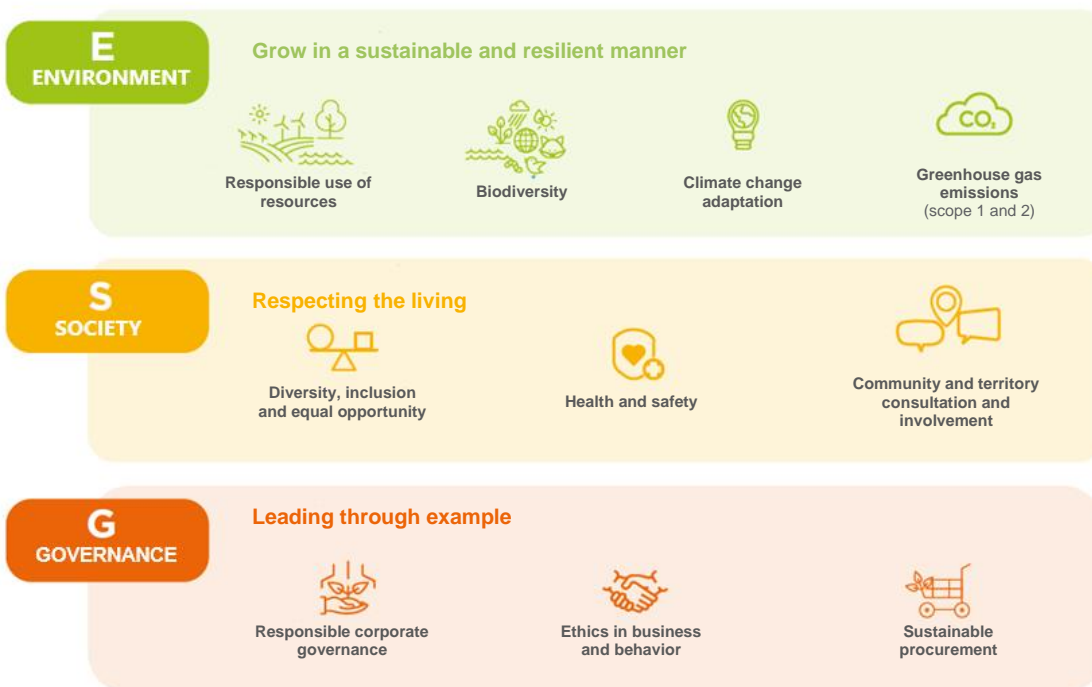 E
ENVIRONMENT
Grow in a sustainable and resilient manner
CO₂
Responsible use of
resources
Biodiversity
Climate change
adaptation
Greenhouse gas
emissions
(scope 1 and 2)
S
SOCIETY
Respecting the living
Diversity, inclusion
and equal opportunity
Health and safety
Community and territory
consultation and
involvement
G
GOVERNANCE
Leading through example
Responsible corporate
governance
Ethics in business
and behavior
Sustainable
procurement